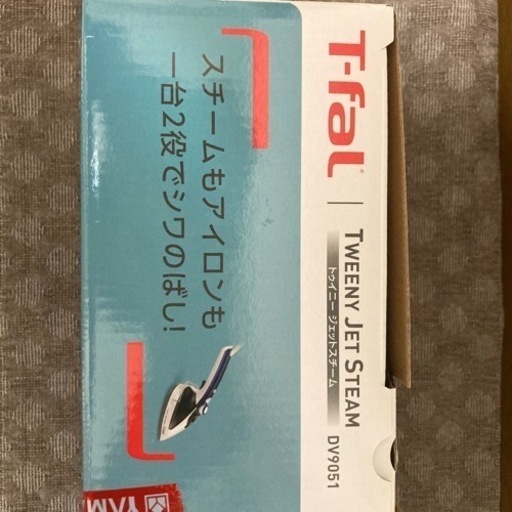 T-fal
TWEENY JET STEAM
トゥイニー ジェットスチーム
DV9051
スチームもアイロンも
一台2役でシワのばし!
YAM